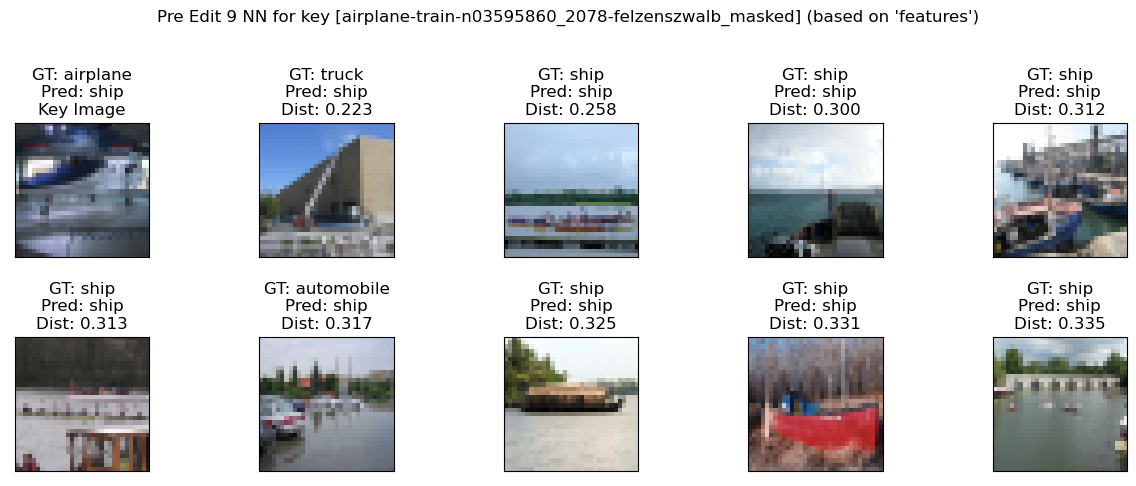 Pre Edit 9 NN for key [airplane-train-n03595860_2078-felzenszwalb_masked] (based on 'features')
GT: airplane
Pred: ship
Key Image
GT: truck
Pred: ship
Dist: 0.223
GT: ship
Pred: ship
Dist: 0.258
GT: ship
Pred: ship
Dist: 0.300
GT: ship
Pred: ship
Dist: 0.312
GT: ship
Pred: ship
Dist: 0.313
GT: automobile
Pred: ship
Dist: 0.317
GT: ship
Pred: ship
Dist: 0.325
GT: ship
Pred: ship
Dist: 0.331
GT: ship
Pred: ship
Dist: 0.335